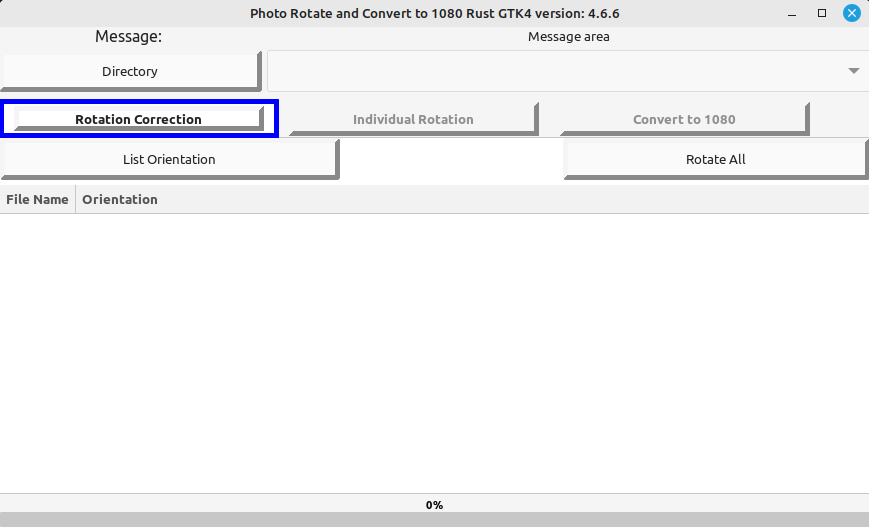 Photo Rotate and Convert to 1080 Rust GTK4 version: 4.6.6
Message:
Message area
Directory
Rotation Correction
Individual Rotation
Convert to 1080
List Orientation
Rotate All
File Name
Orientation
0%